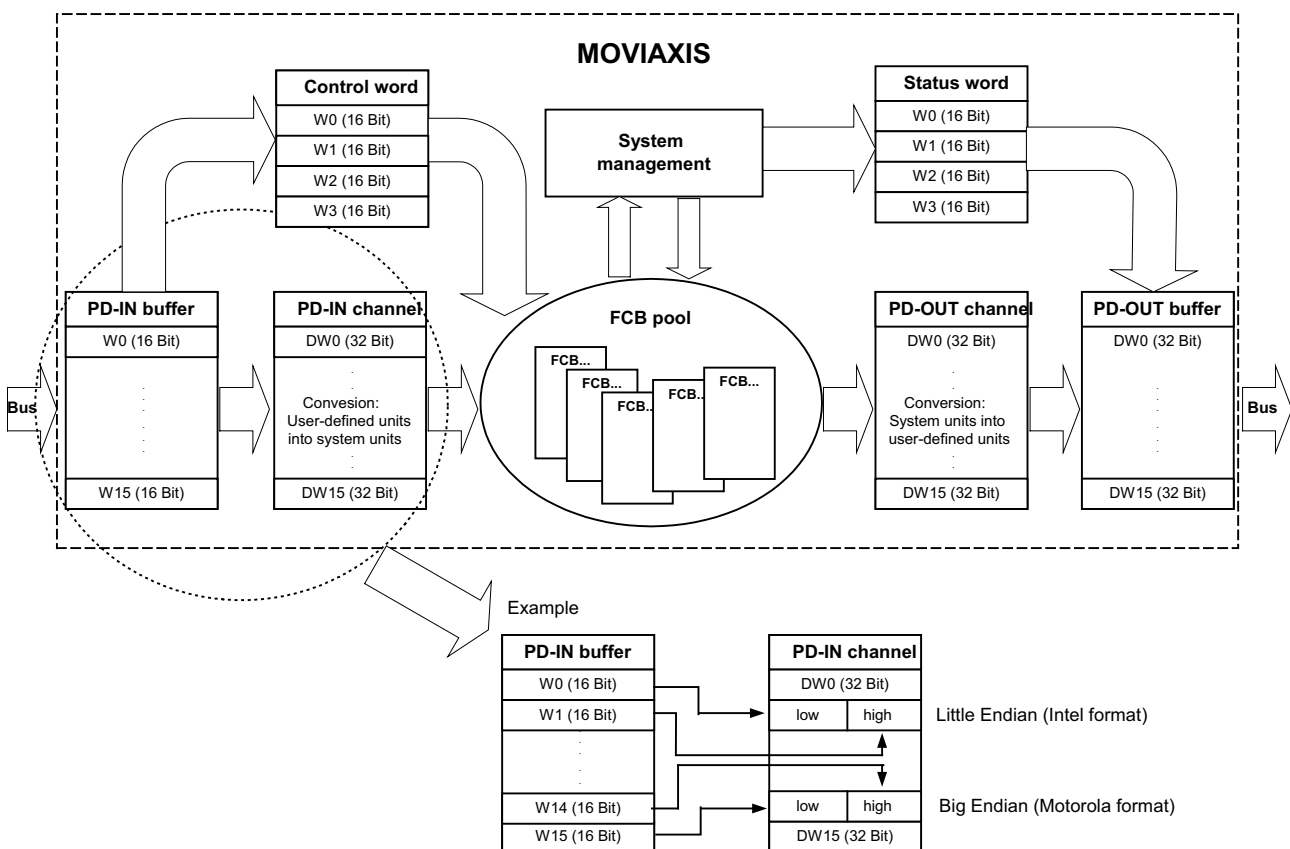 MOVIAXIS
Control word
W0 (16 Bit)
W1 (16 Bit)
W2 (16 Bit)
W3 (16 Bit)
System
management
Status word
W0 (16 Bit)
W1 (16 Bit)
W2 (16 Bit)
W3 (16 Bit)
Bus
PD-IN buffer
W0 (16 Bit)
W15 (16 Bit)
PD-IN channel
DW0 (32 Bit)
Convesion:
User-defined units
into system units
DW15 (32 Bit)
FCB pool
FCB...
FCB...
FCB..
FCB...
FCB...
PD-OUT channel
DW0 (32 Bit)
Conversion:
System units into
user-defined units
DW15 (32 Bit)
PD-OUT buffer
DW0 (32 Bit)
DW15 (32 Bit)
Bus
Example
PD-IN buffer
W0 (16 Bit)
W1 (16 Bit)
W14 (16 Bit)
W15 (16 Bit)
PD-IN channel
DW0 (32 Bit)
low high
Little Endian (Intel format)
low high
Big Endian (Motorola format)
DW15 (32 Bit)